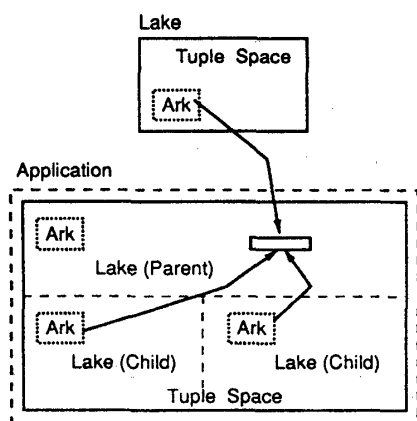 Lake
Tuple Space
Ark
Application
Ark
Lake (Parent)
Ark
Ark
Lake (Child)
Lake (Child)
Tuple Space